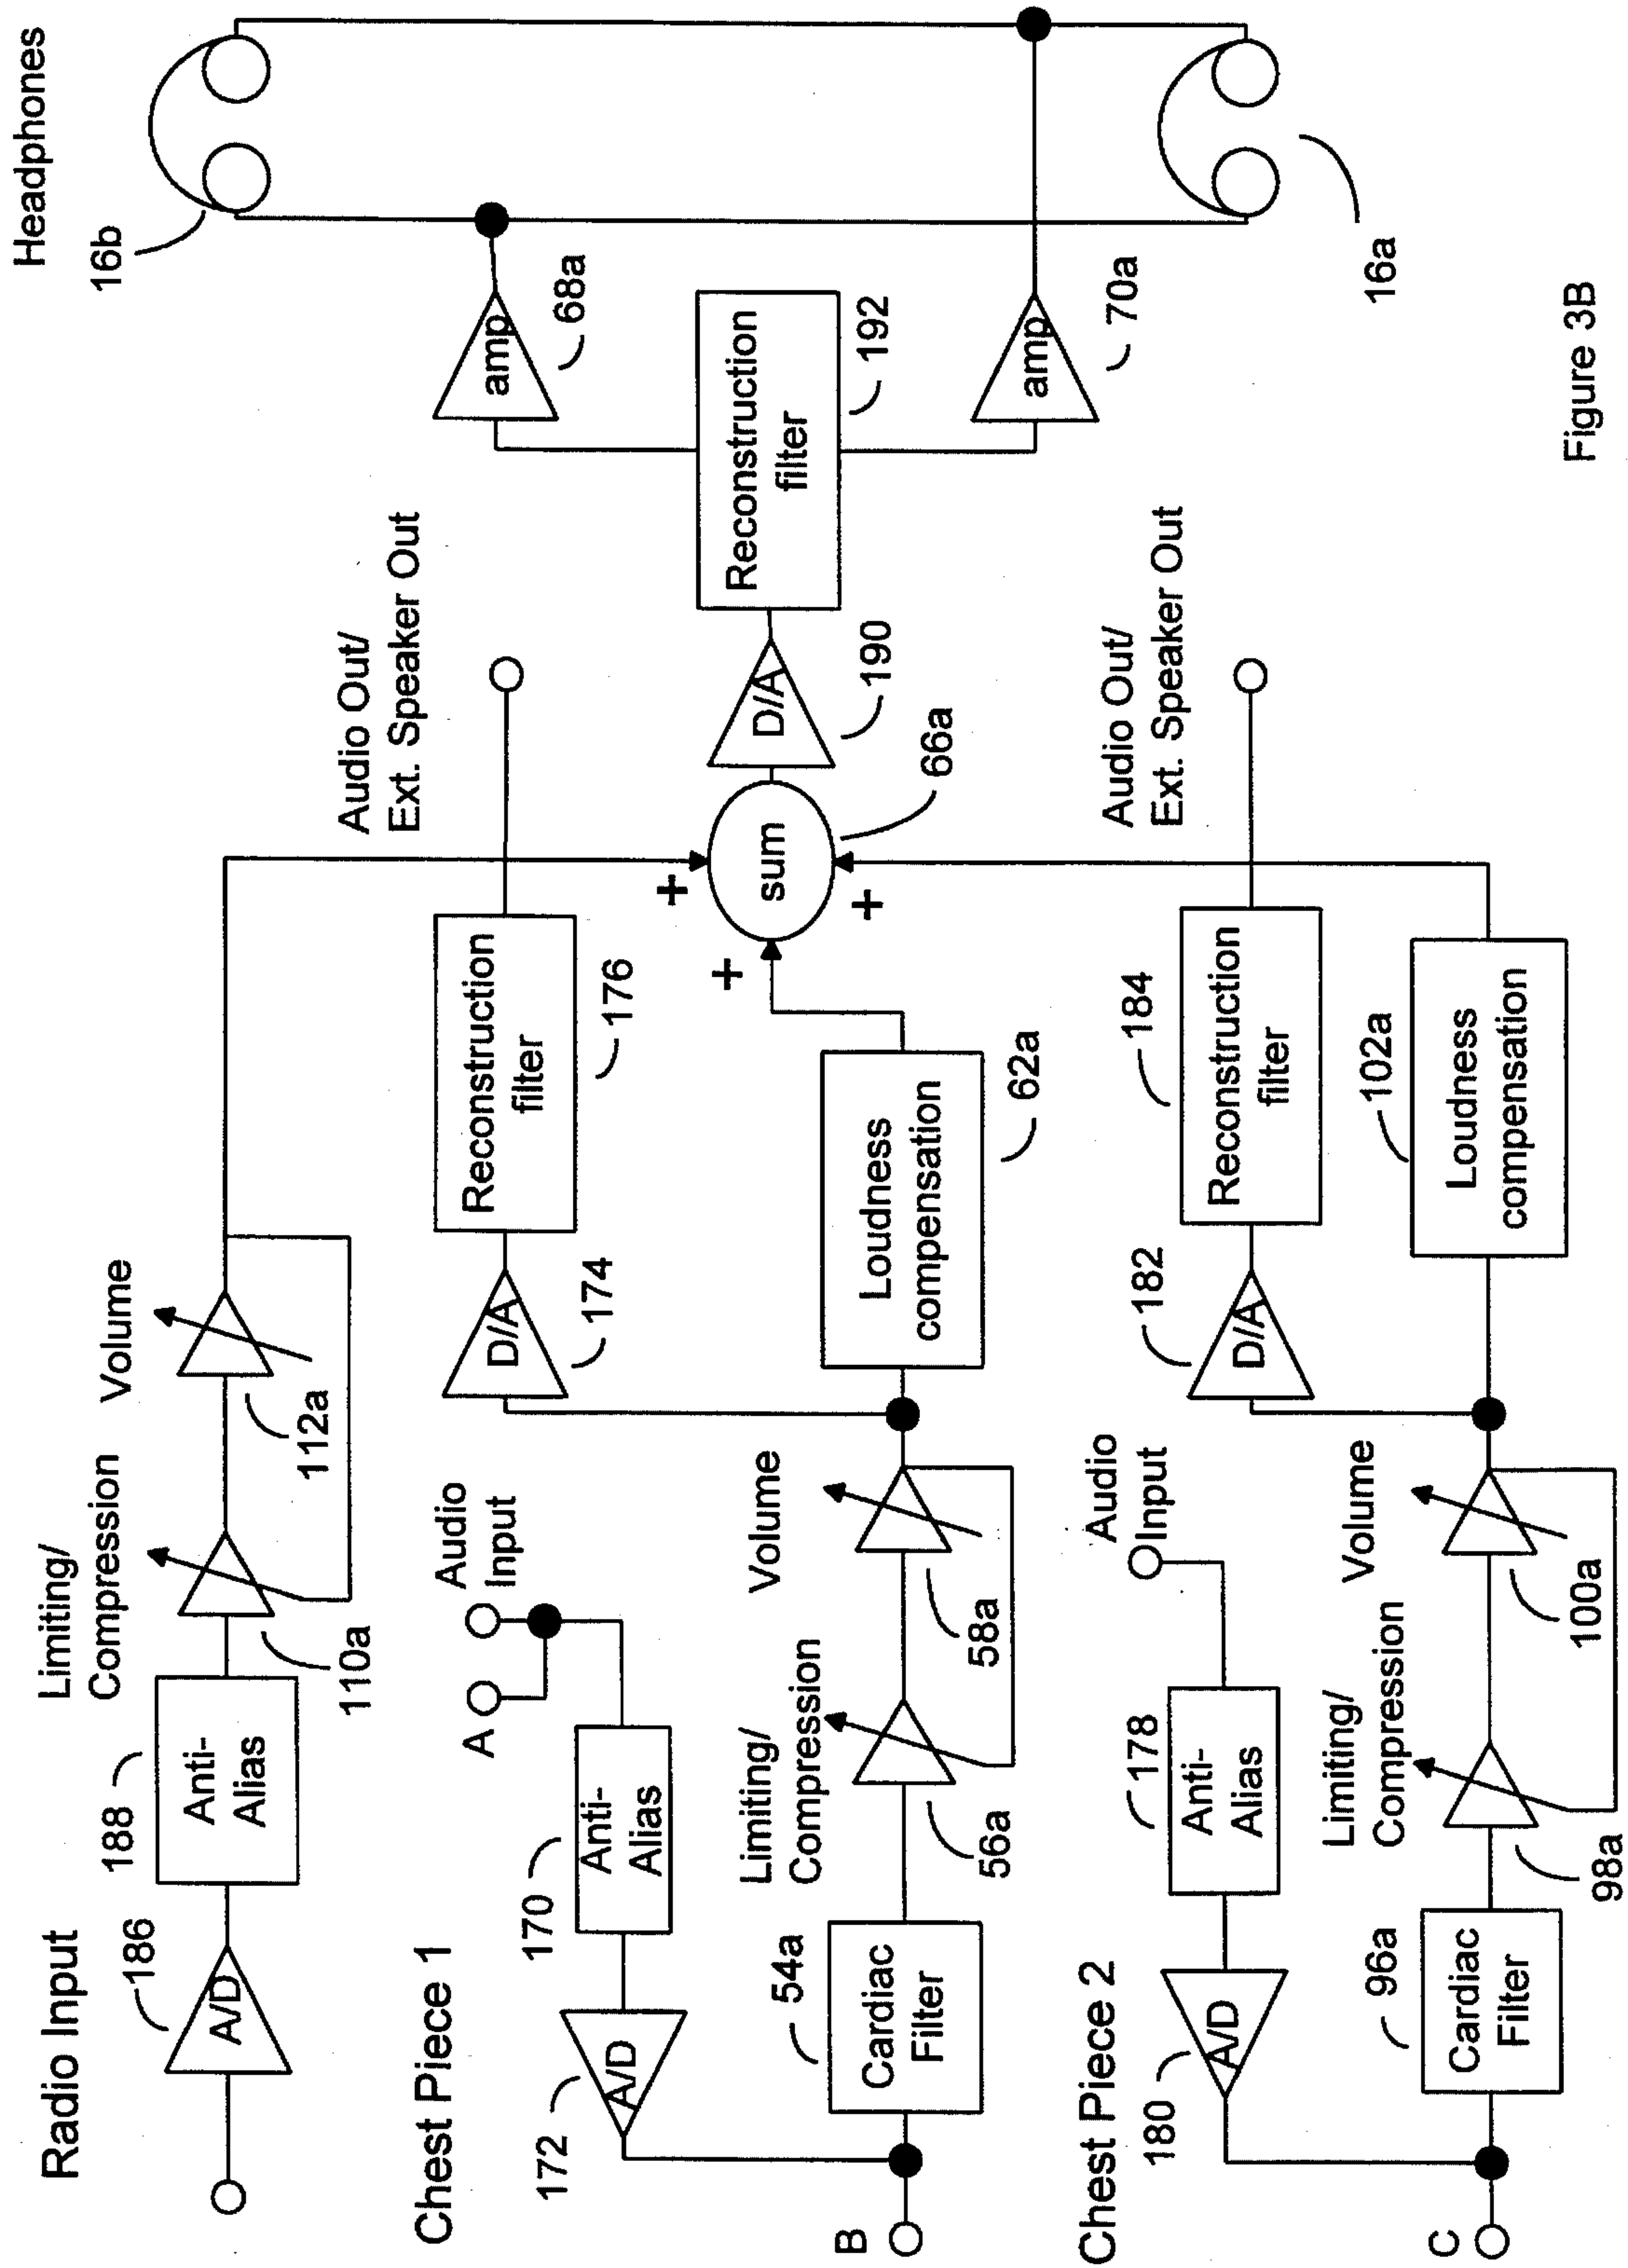 Radio Input
186
A/D
188
Anti-
Alias
Limiting/
Compression
110a
Volume
112a
Headphones
16b
Chest Piece 1
172
A/D
170
Anti-
Alias
A
Audio
Input
174
D/A
Reconstruction
filter
176
Audio Out/
Ext. Speaker Out
amp
68a
B
54a
Cardiac
Filter
Limiting/
Compression
56a
Volume
58a
Loudness
compensation
62a
+
+
+
sum
66a
D/A
190
Reconstruction
filter
192
amp
70a
Chest Piece 2
180
A/D
178
Anti-
Alias
Audio
Input
182
D/A
184
Reconstruction
filter
Audio Out/
Ext. Speaker Out
16a
C
96a
Cardiac
Filter
Limiting/
Compression
98a
Volume
100a
102a
Loudness
compensation
Figure 3B